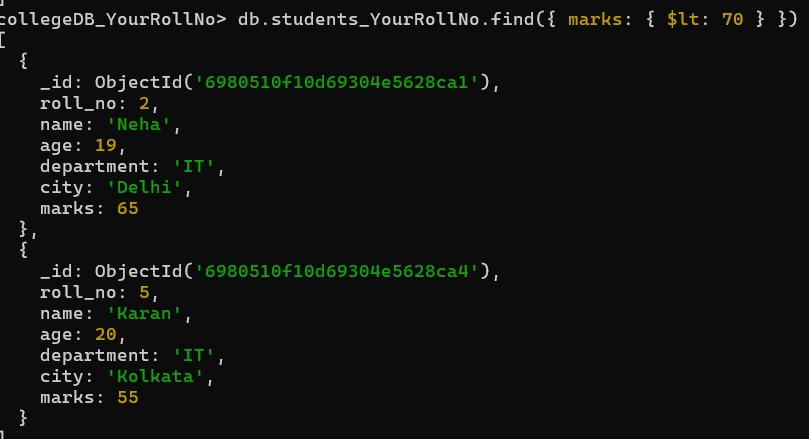 collegeDB_YourRollNo> db.students_YourRollNo.find({ marks: { $lt: 70 } })
[
  {
    _id: ObjectId('6980510f10d69304e5628ca1'),
    roll_no: 2,
    name: 'Neha',
    age: 19,
    department: 'IT',
    city: 'Delhi',
    marks: 65
  },
  {
    _id: ObjectId('6980510f10d69304e5628ca4'),
    roll_no: 5,
    name: 'Karan',
    age: 20,
    department: 'IT',
    city: 'Kolkata',
    marks: 55
  }
]